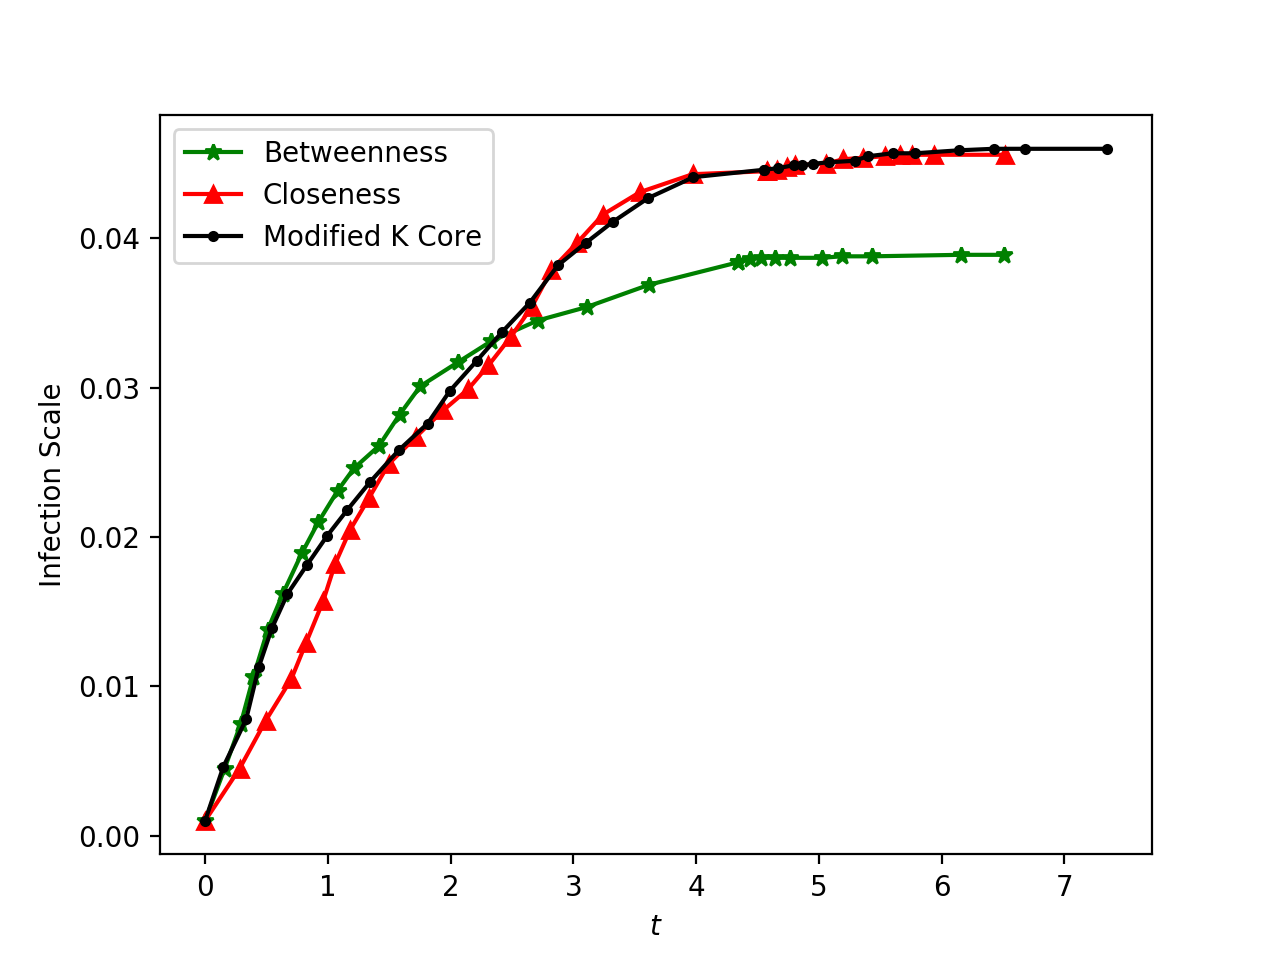 Betweenness
Closeness
Modified K Core
0.04
0.03
0.02
0.01
0.00
Infection Scale
0 1 2 3 4 5 6 7
t